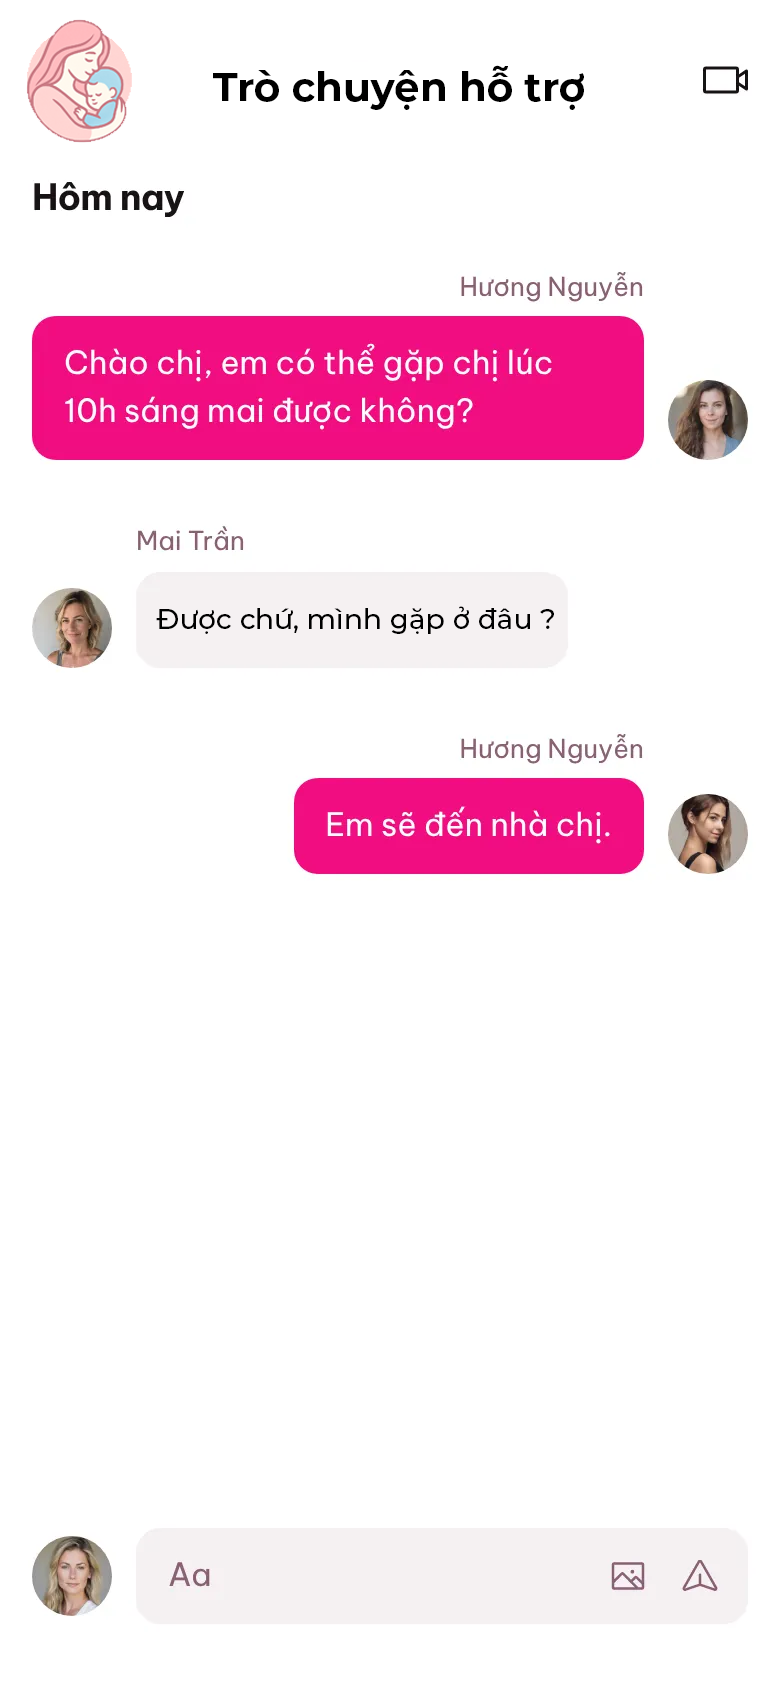 Trò chuyện hỗ trợ
Hôm nay
Hương Nguyễn
Chào chị, em có thể gặp chị lúc
10h sáng mai được không?
Mai Trần
Được chứ, mình gặp ở đâu ?
Hương Nguyễn
Em sẽ đến nhà chị.
Aa